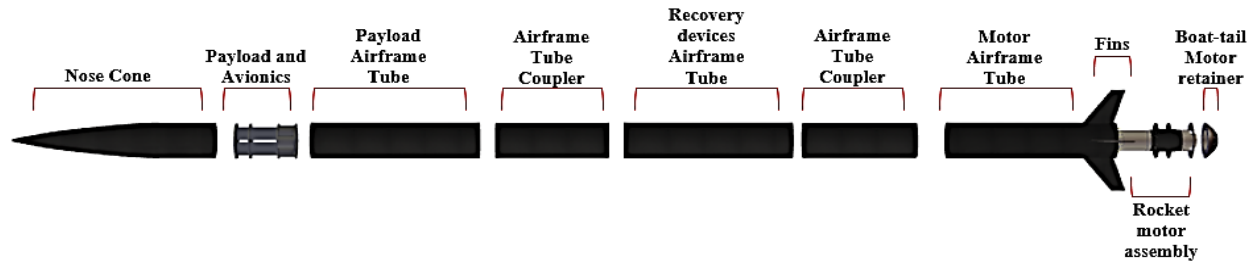 Nose Cone
Payload and
Avionics
Payload
Airframe
Tube
Airframe
Tube
Coupler
Recovery
devices
Airframe
Tube
Airframe
Tube
Coupler
Motor
Airframe
Tube
Fins
Boat-tail
Motor
retainer
Rocket
motor
assembly